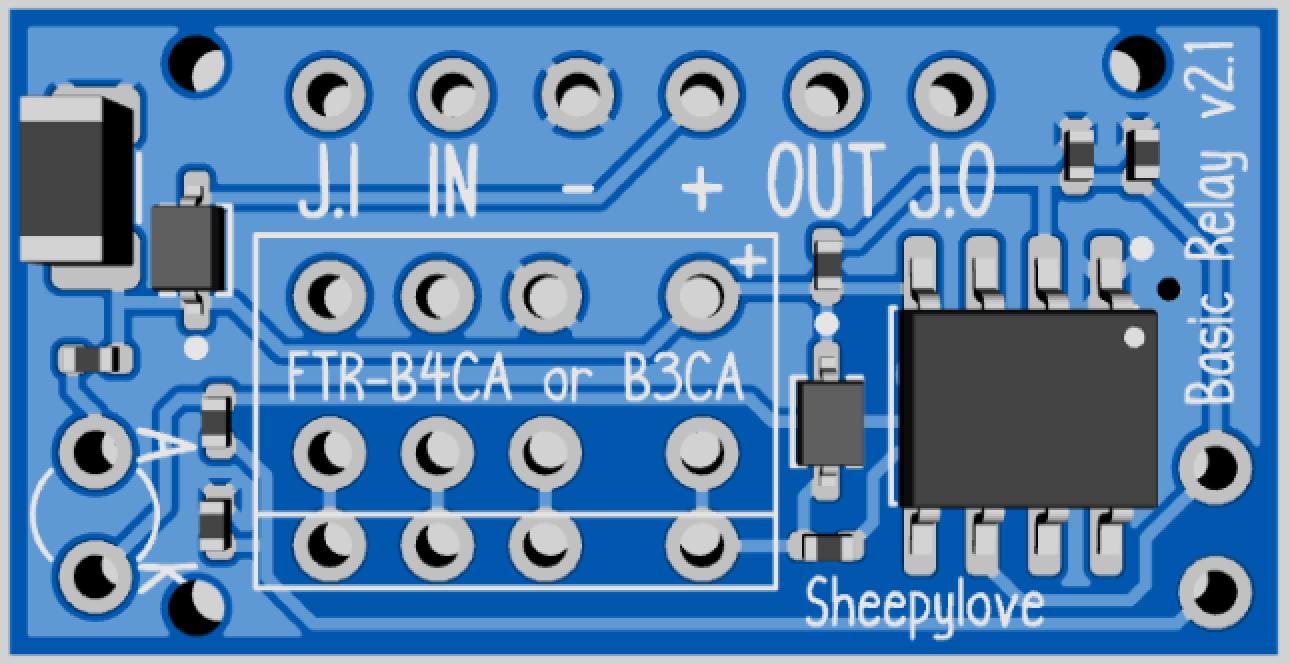 J.I IN - + OUT J.O
+
FTR-B4CA or B3CA
A
K
Sheepylove
Basic Relay v2.1